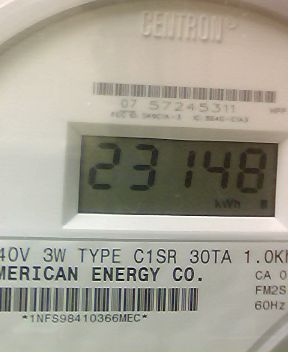 CENTRON
07 57245311
23148
kWh
40V 3W TYPE C1SR 30TA 1.0Kh
MERICAN ENERGY CO.
CA 0
FM2S
60Hz
*1NFS98410366MEC*